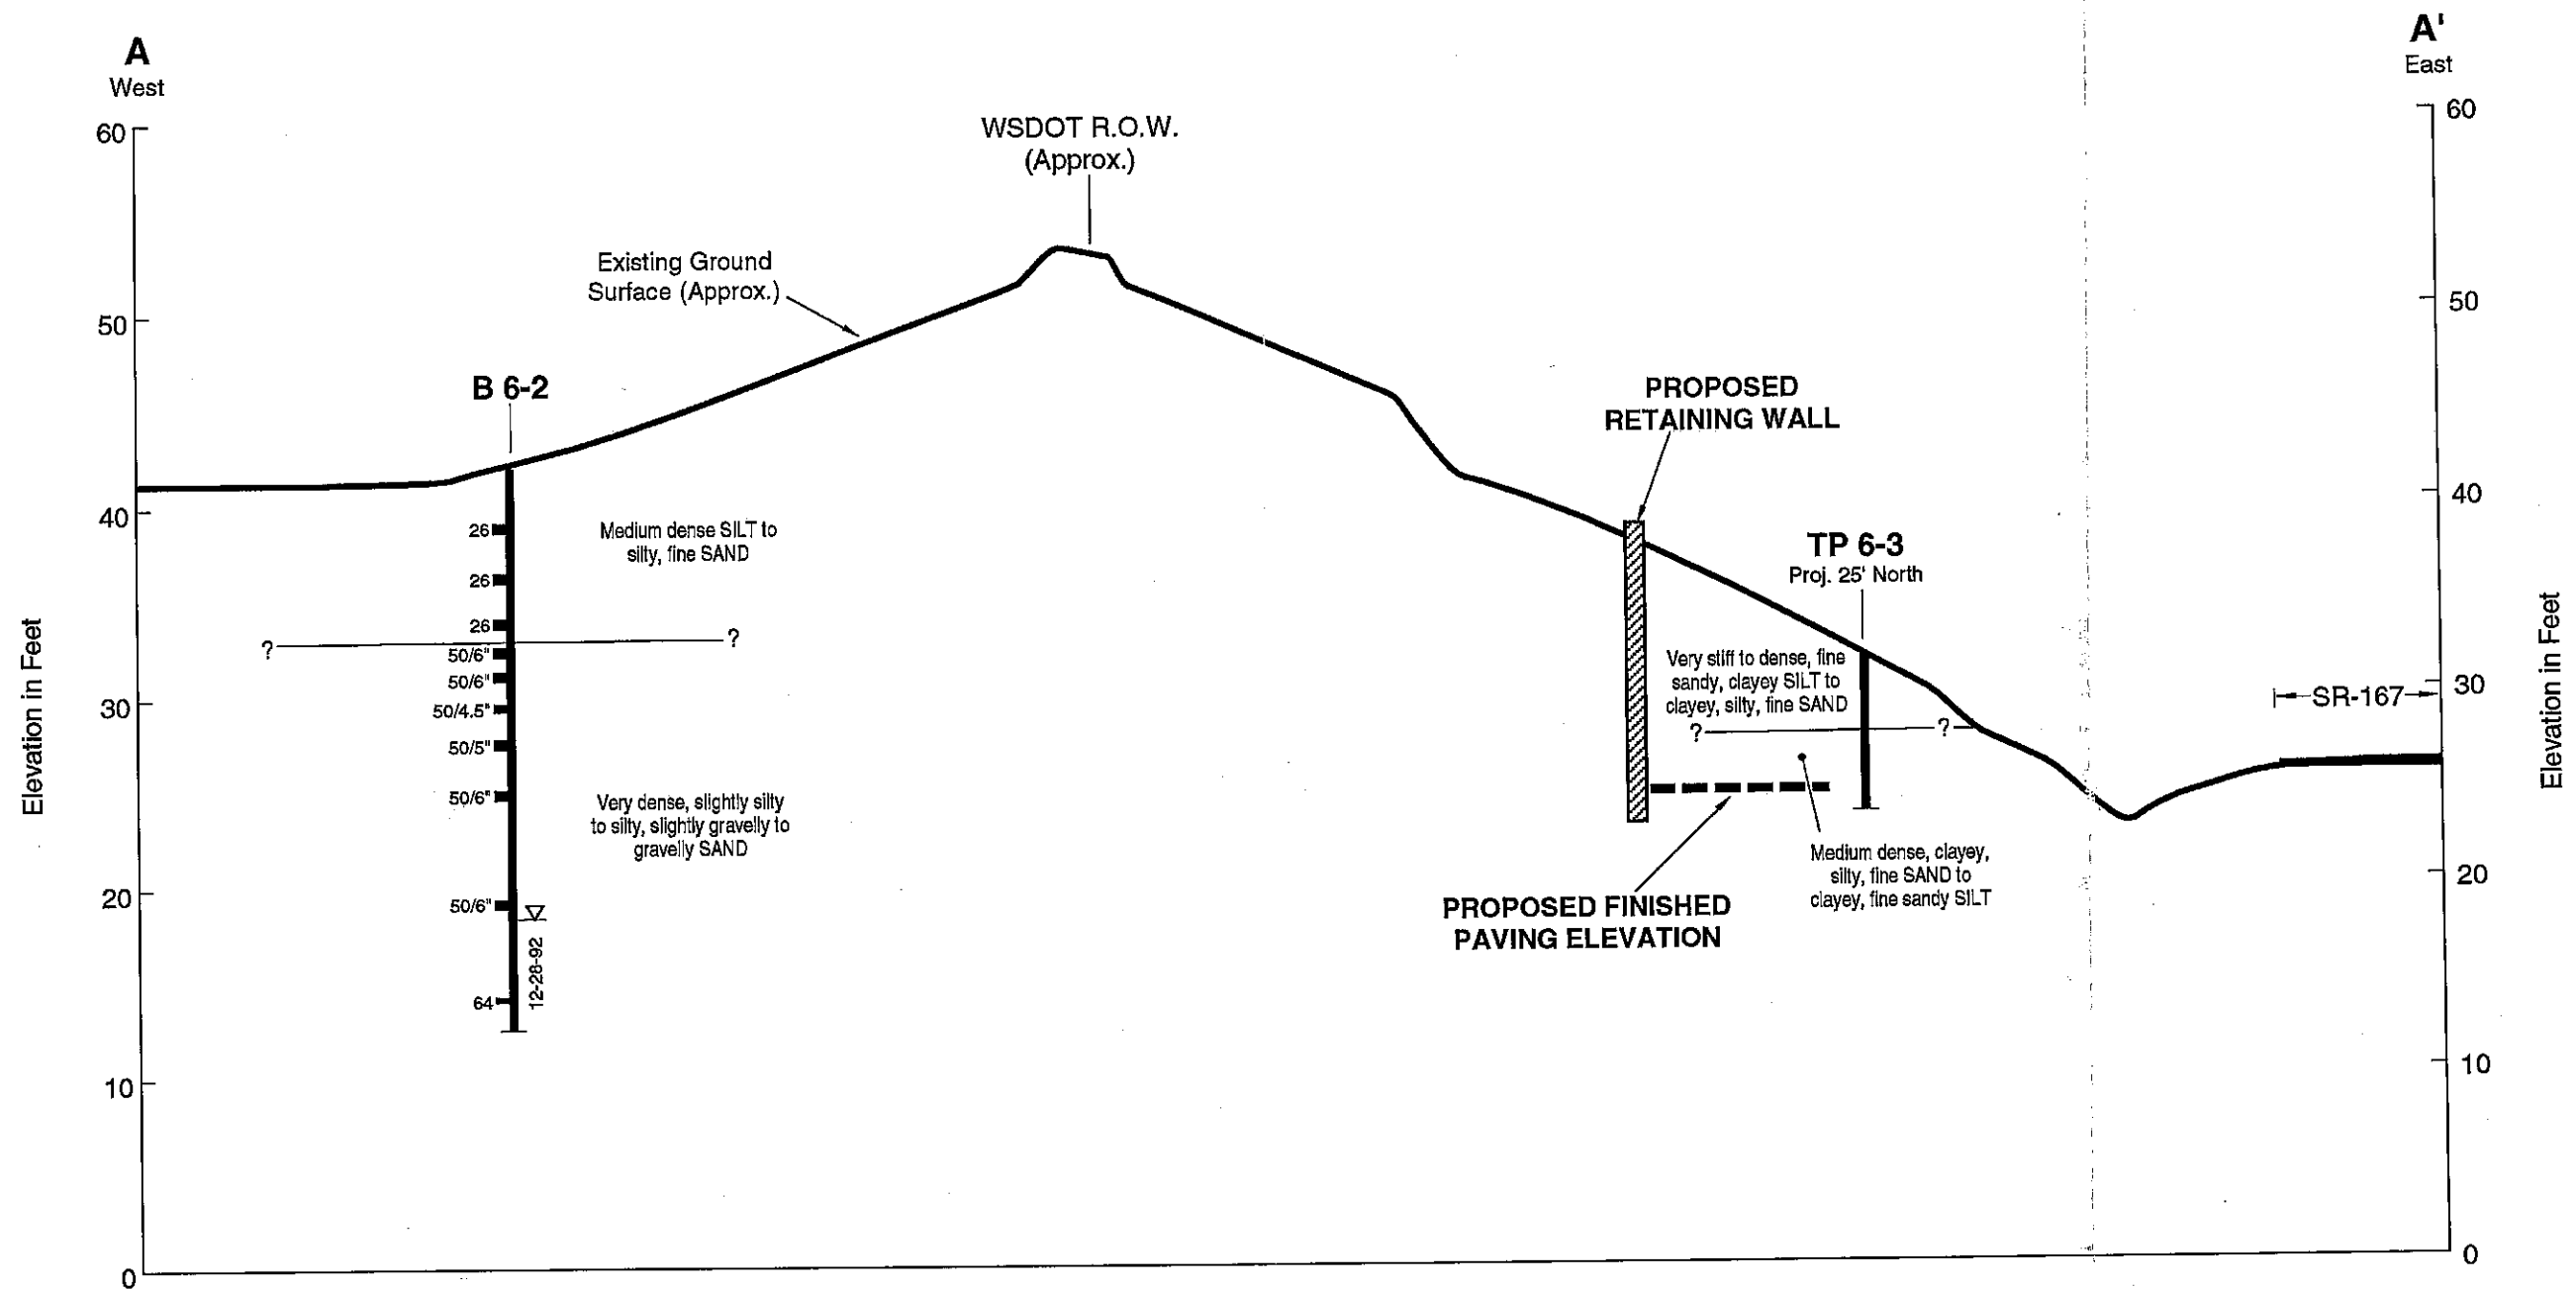 A
West
A'
East
WSDOT R.O.W.
(Approx.)
Existing Ground
Surface (Approx.)
B 6-2
PROPOSED
RETAINING WALL
TP 6-3
Proj. 25' North
Elevation in Feet
60
50
40
30
20
10
0
26
26
26
50/6"
50/6"
50/4.5"
50/5"
50/6"
50/6"
64
12-28-92
Medium dense SILT to
silty, fine SAND
?
?
Very dense, slightly silty
to silty, slightly gravelly to
gravelly SAND
Very stiff to dense, fine
sandy, clayey SILT to
clayey, silty, fine SAND
?
?
Medium dense, clayey,
silty, fine SAND to
clayey, fine sandy SILT
PROPOSED FINISHED
PAVING ELEVATION
SR-167
60
50
40
30
20
10
0
Elevation in Feet